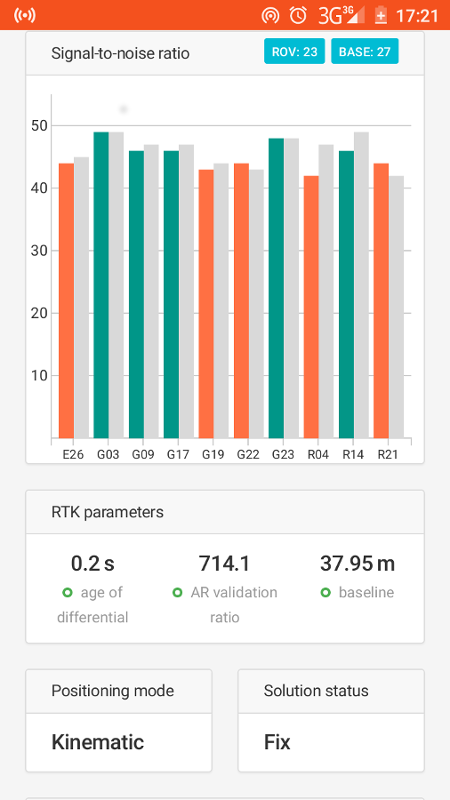 3G 3G 17:21
Signal-to-noise ratio ROV: 23 BASE: 27
50
40
30
20
10
E26 G03 G09 G17 G19 G22 G23 R04 R14 R21
RTK parameters
0.2 s 714.1 37.95 m
age of AR validation baseline
differential ratio
Positioning mode Solution status
Kinematic Fix